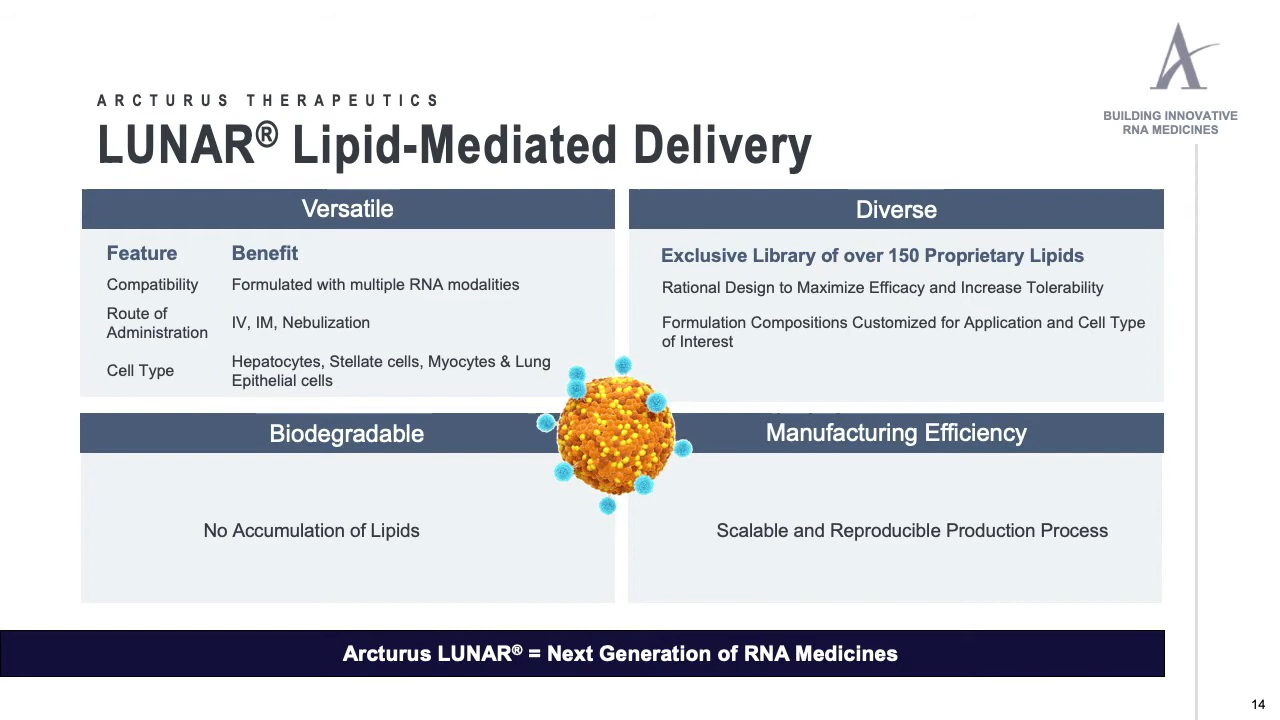 ARCTURUS THERAPEUTICS
LUNAR® Lipid-Mediated Delivery
BUILDING INNOVATIVE
RNA MEDICINES
Versatile
Feature Benefit
Compatibility Formulated with multiple RNA modalities
Route of
Administration IV, IM, Nebulization
Cell Type Hepatocytes, Stellate cells, Myocytes & Lung
Epithelial cells
Diverse
Exclusive Library of over 150 Proprietary Lipids
Rational Design to Maximize Efficacy and Increase Tolerability
Formulation Compositions Customized for Application and Cell Type
of Interest
Biodegradable
No Accumulation of Lipids
Manufacturing Efficiency
Scalable and Reproducible Production Process
Arcturus LUNAR® = Next Generation of RNA Medicines
14